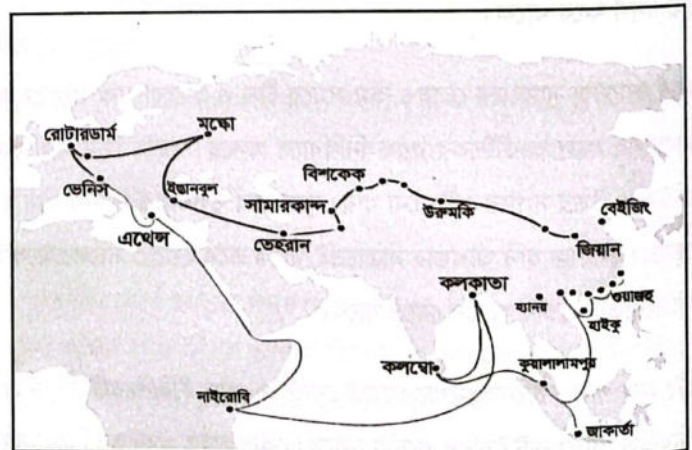 মস্কো
রোটারডার্ম
বিশকেক
ভেনিস
ইস্তানবুল
সামারকান্দ
উরুমকি
বেইজিং
এথেন্স
তেহরান
জিয়ান
কলকাতা
হ্যানয়
গুয়াঞ্জহু
হাইকু
কলম্বো
কুয়ালালামপুর
নাইরোবি
জাকার্তা